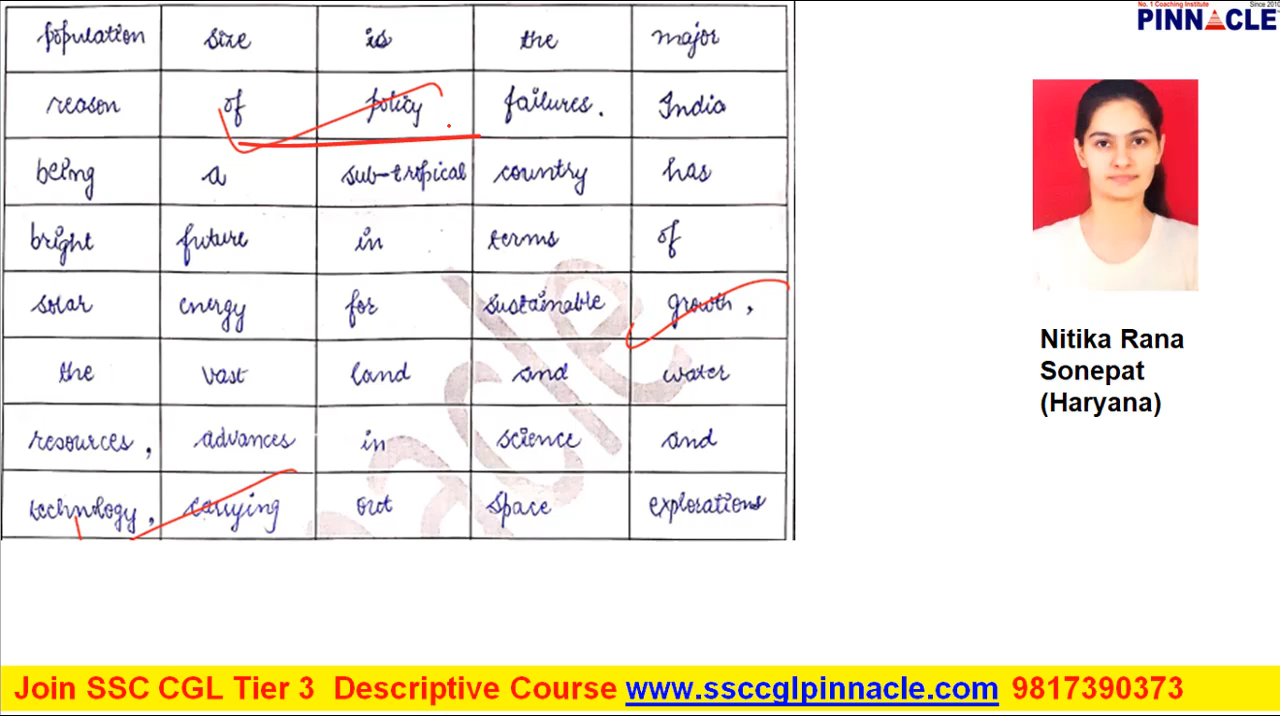 population size is the major
reason of policy failures. India
being a sub-tropical country has
bright future in terms of
solar energy for sustainable growth,
the vast land and water
resources, advances in science and
technology, carrying out space explorations
No. 1 Coaching Institute Since 2010
PINNACLE
Nitika Rana
Sonepat
(Haryana)
Join SSC CGL Tier 3 Descriptive Course www.ssccglpinnacle.com 9817390373